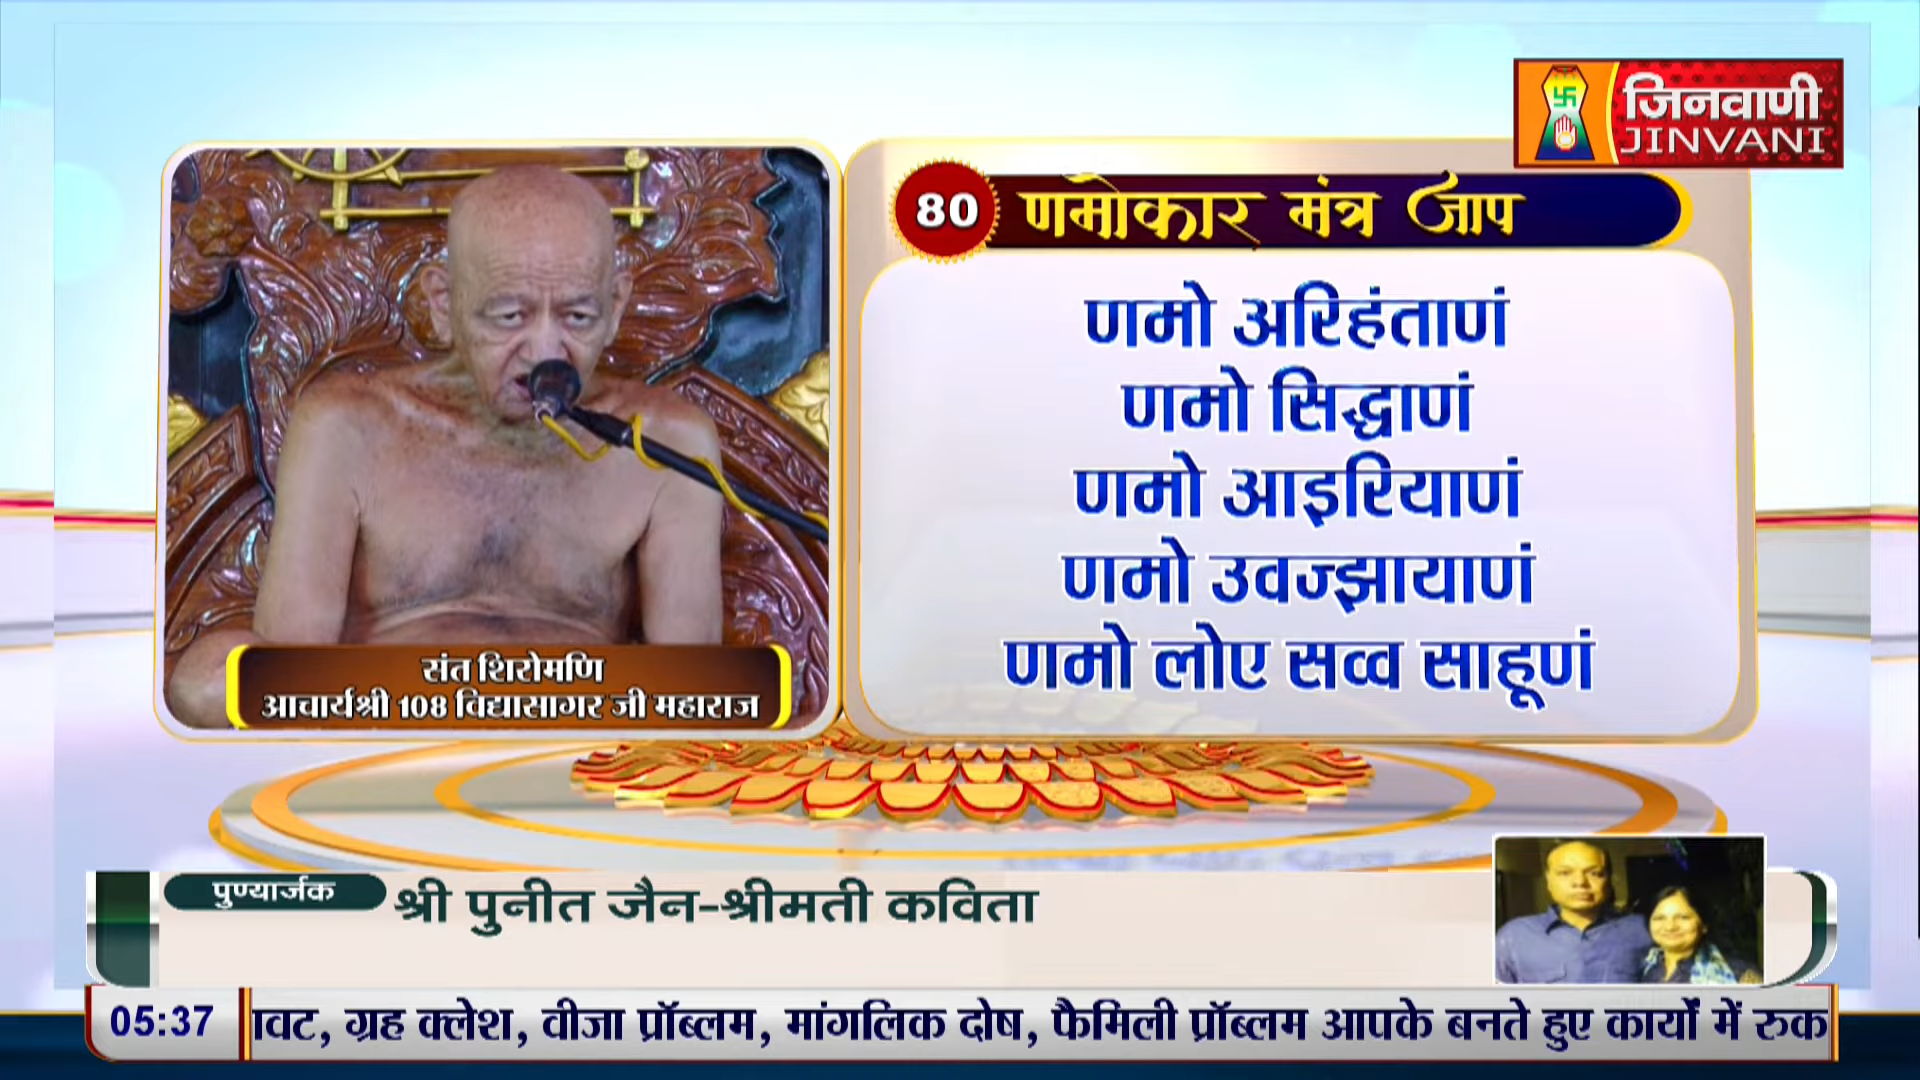 जिनवाणी
JINVANI
80 णमोकार मंत्र जाप
णमो अरिहंताणं
णमो सिद्धाणं
णमो आइरियाणं
णमो उवज्झायाणं
णमो लोए सव्व साहूणं
संत शिरोमणि
आचार्यश्री 108 विद्यासागर जी महाराज
पुण्यार्जक
श्री पुनीत जैन-श्रीमती कविता
05:37 ावट, ग्रह क्लेश, वीजा प्रॉब्लम, मांगलिक दोष, फैमिली प्रॉब्लम आपके बनते हुए कार्यों में रुक